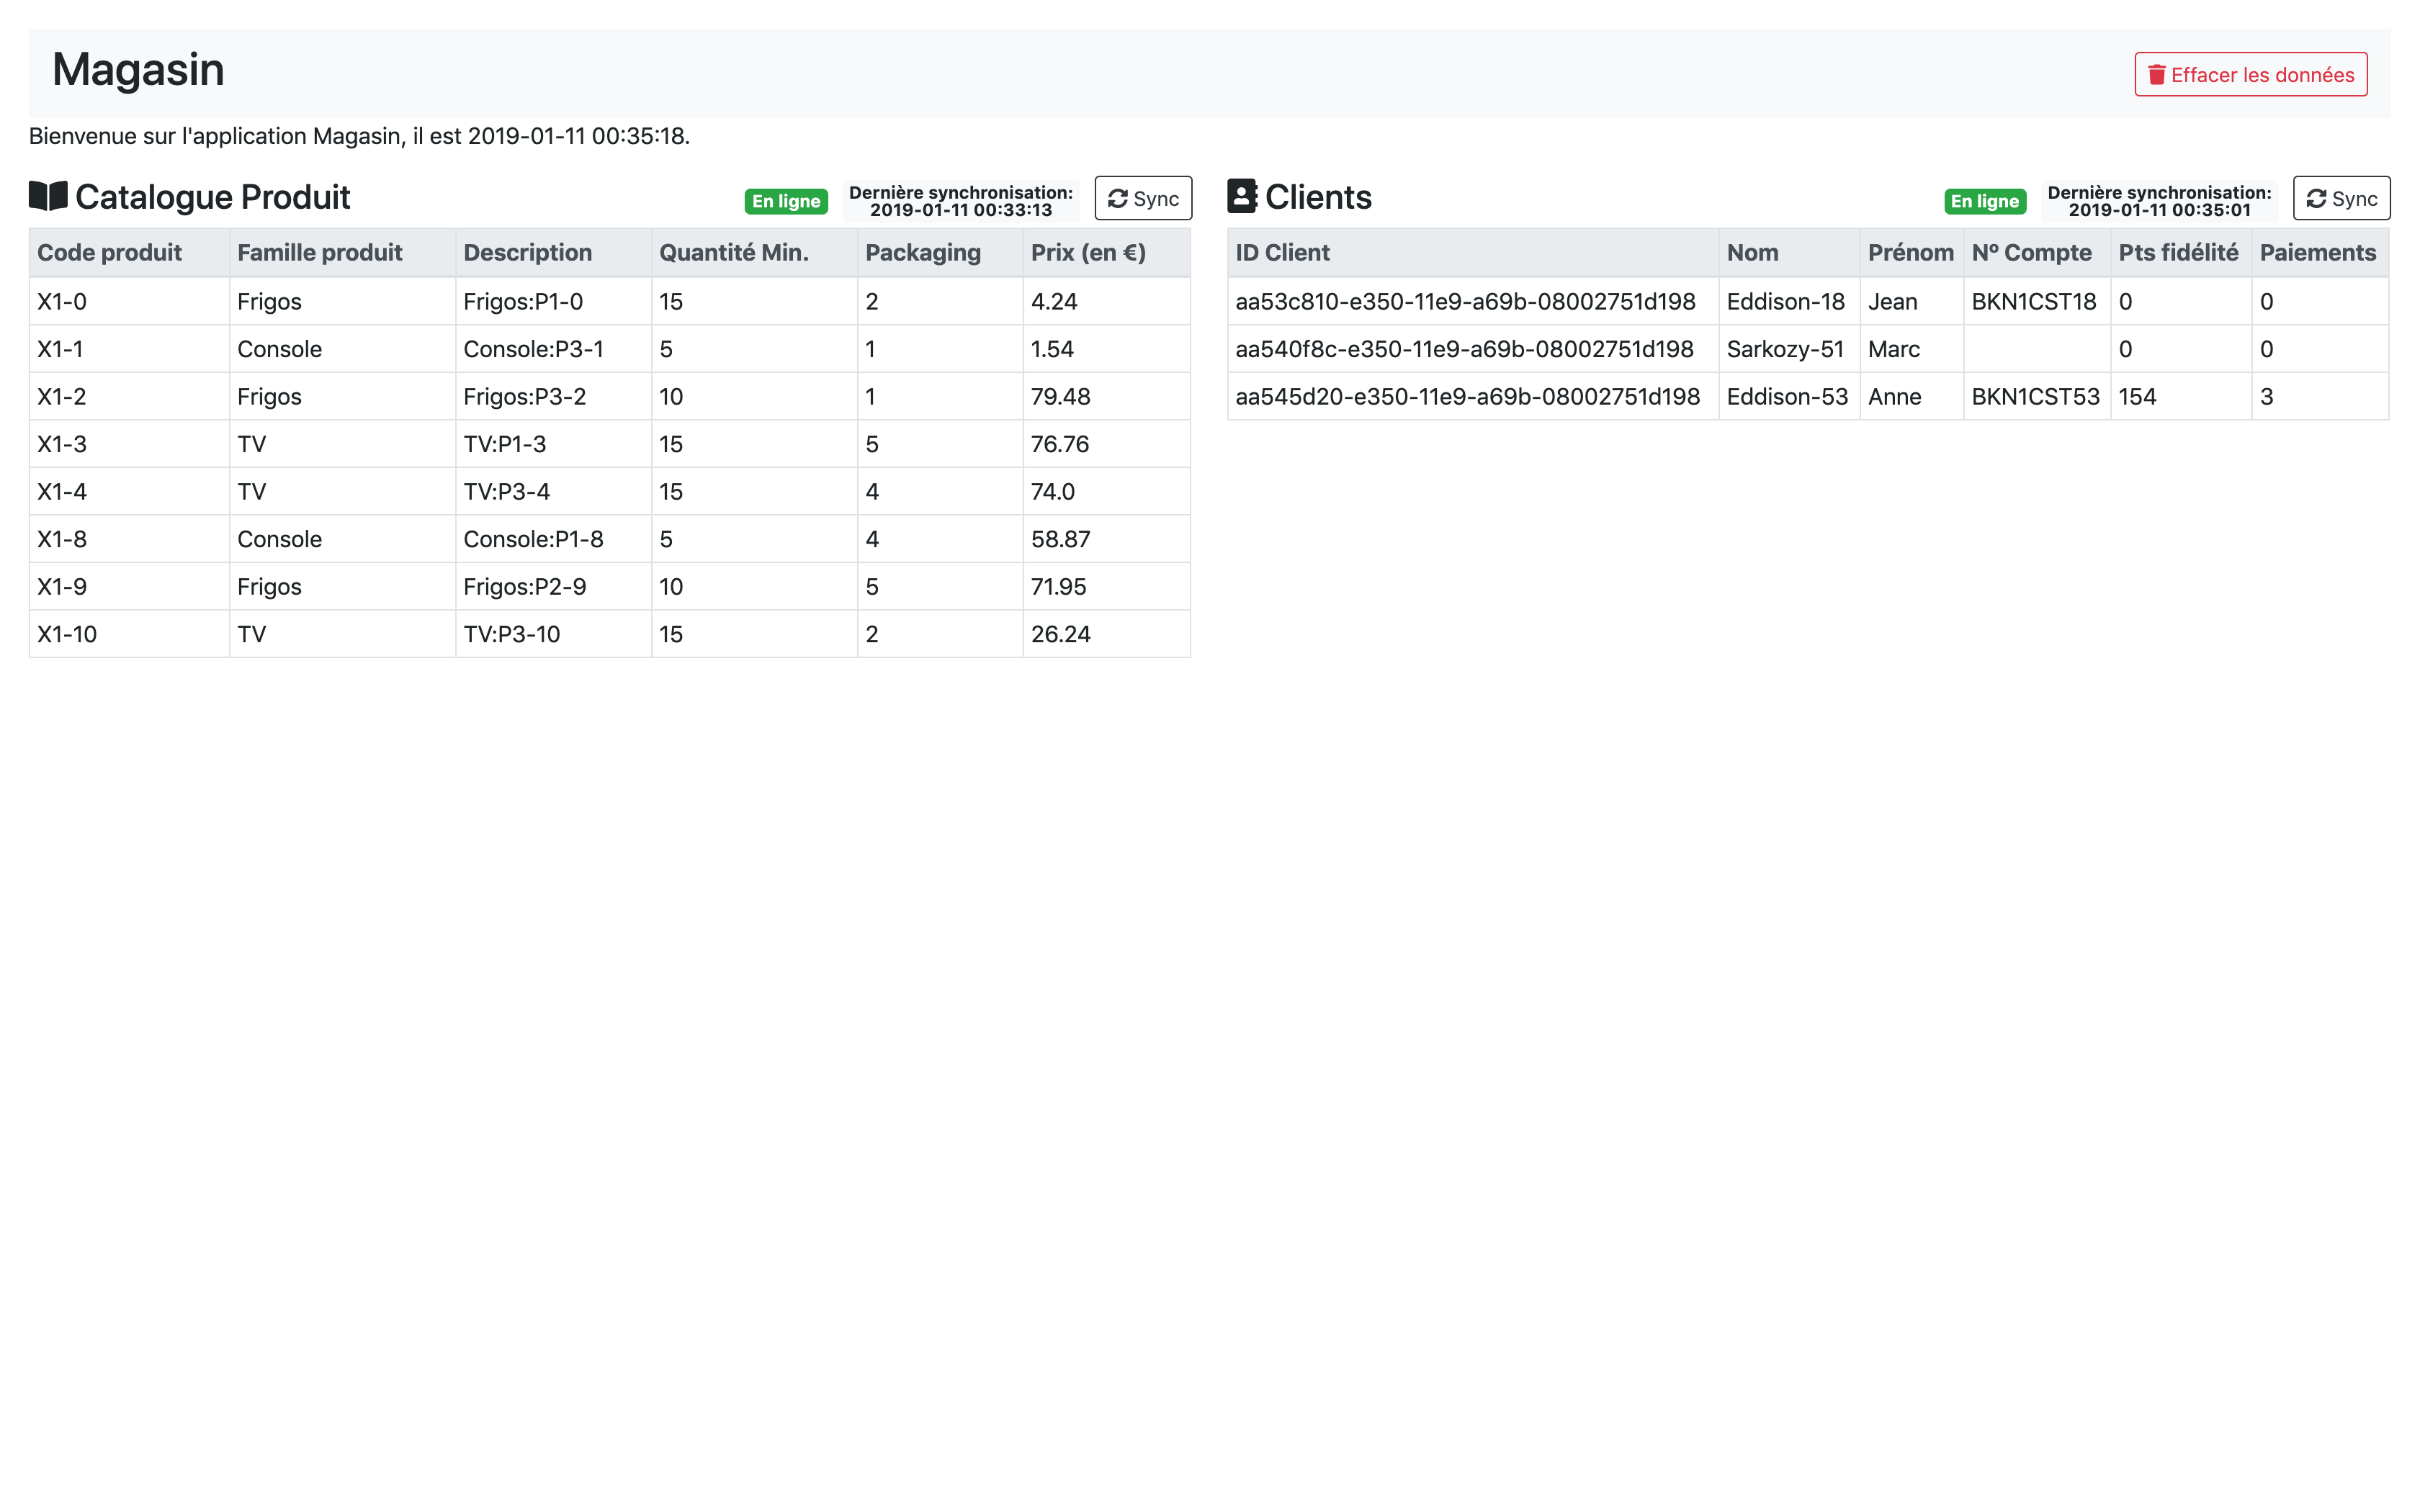 Magasin
Effacer les données
Bienvenue sur l'application Magasin, il est 2019-01-11 00:35:18.
Catalogue Produit
En ligne
Dernière synchronisation:
2019-01-11 00:33:13
Sync
Code produit Famille produit Description Quantité Min. Packaging Prix (en €)
X1-0 Frigos Frigos:P1-0 15 2 4.24
X1-1 Console Console:P3-1 5 1 1.54
X1-2 Frigos Frigos:P3-2 10 1 79.48
X1-3 TV TV:P1-3 15 5 76.76
X1-4 TV TV:P3-4 15 4 74.0
X1-8 Console Console:P1-8 5 4 58.87
X1-9 Frigos Frigos:P2-9 10 5 71.95
X1-10 TV TV:P3-10 15 2 26.24
Clients
En ligne
Dernière synchronisation:
2019-01-11 00:35:01
Sync
ID Client Nom Prénom Nº Compte Pts fidélité Paiements
aa53c810-e350-11e9-a69b-08002751d198 Eddison-18 Jean BKN1CST18 0 0
aa540f8c-e350-11e9-a69b-08002751d198 Sarkozy-51 Marc 0 0
aa545d20-e350-11e9-a69b-08002751d198 Eddison-53 Anne BKN1CST53 154 3